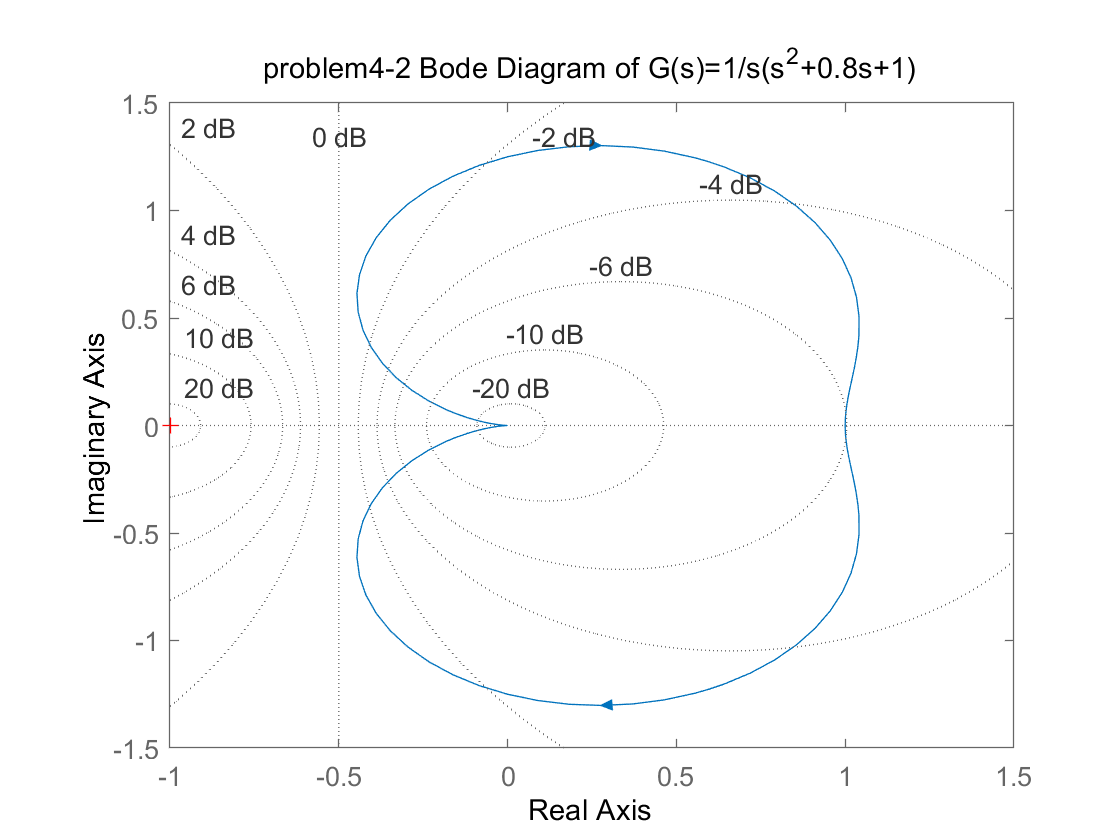 problem4-2 Bode Diagram of G(s)=1/s(s²+0.8s+1)
1.5
2 dB
0 dB
-2 dB
-4 dB
1
4 dB
-6 dB
6 dB
0.5
10 dB
-10 dB
20 dB
-20 dB
0
Imaginary Axis
-0.5
-1
-1.5
-1
-0.5
0
0.5
1
1.5
Real Axis